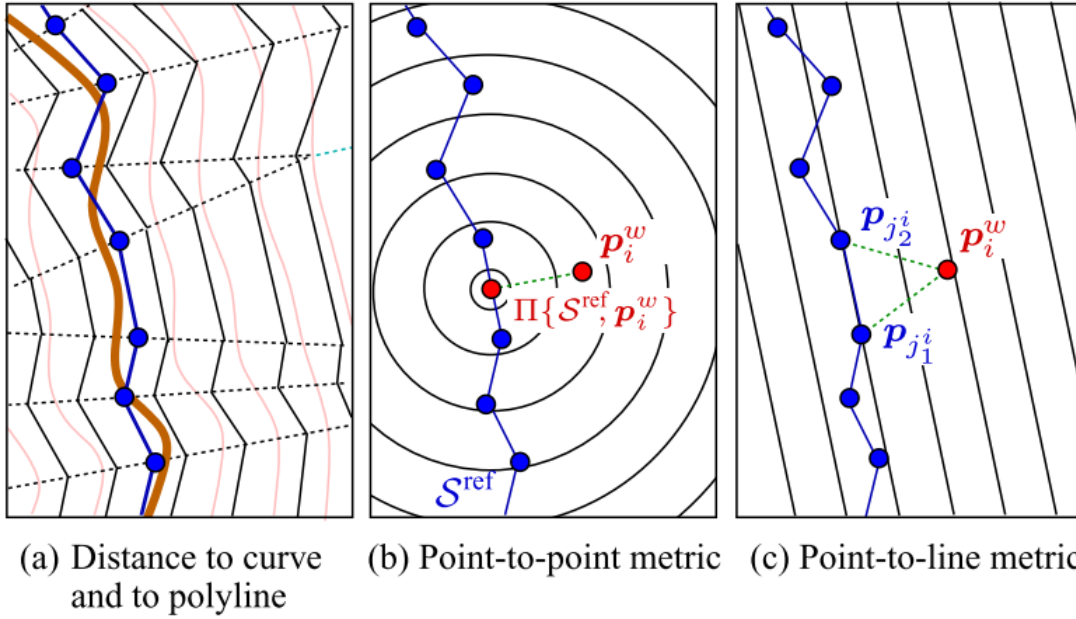 p_i^w
Π{S^ref, p_i^w}
S^ref
p_{j_2^i}
p_i^w
p_{j_1^i}
(a) Distance to curve
and to polyline
(b) Point-to-point metric
(c) Point-to-line metric